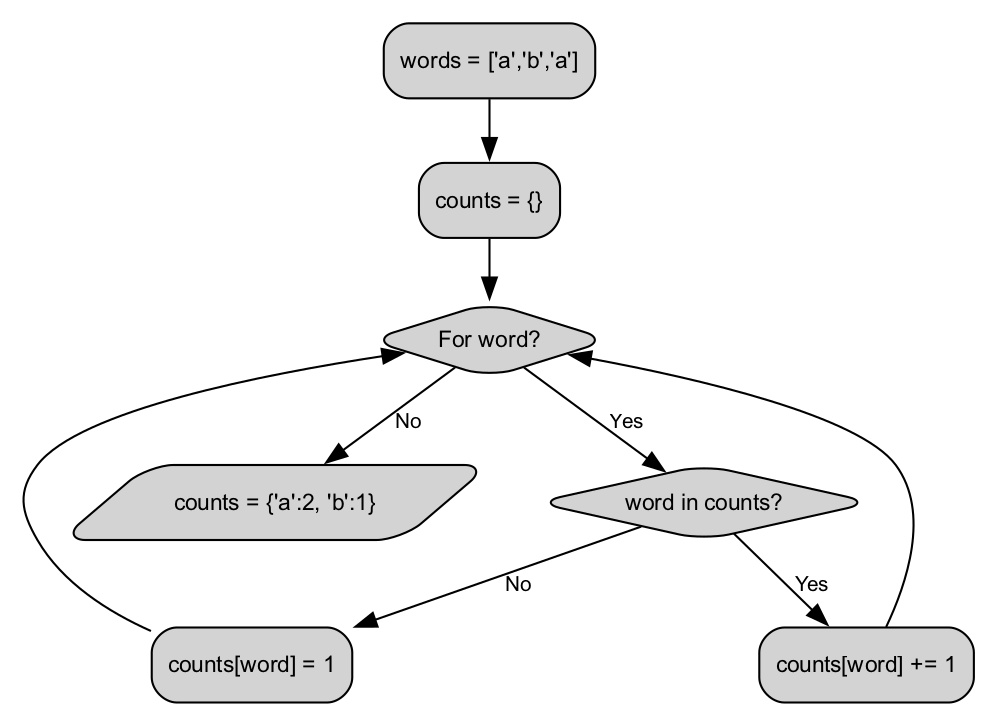 words = ['a','b','a']
counts = {}
For word?
No
Yes
counts = {'a':2, 'b':1}
word in counts?
No
Yes
counts[word] = 1
counts[word] += 1